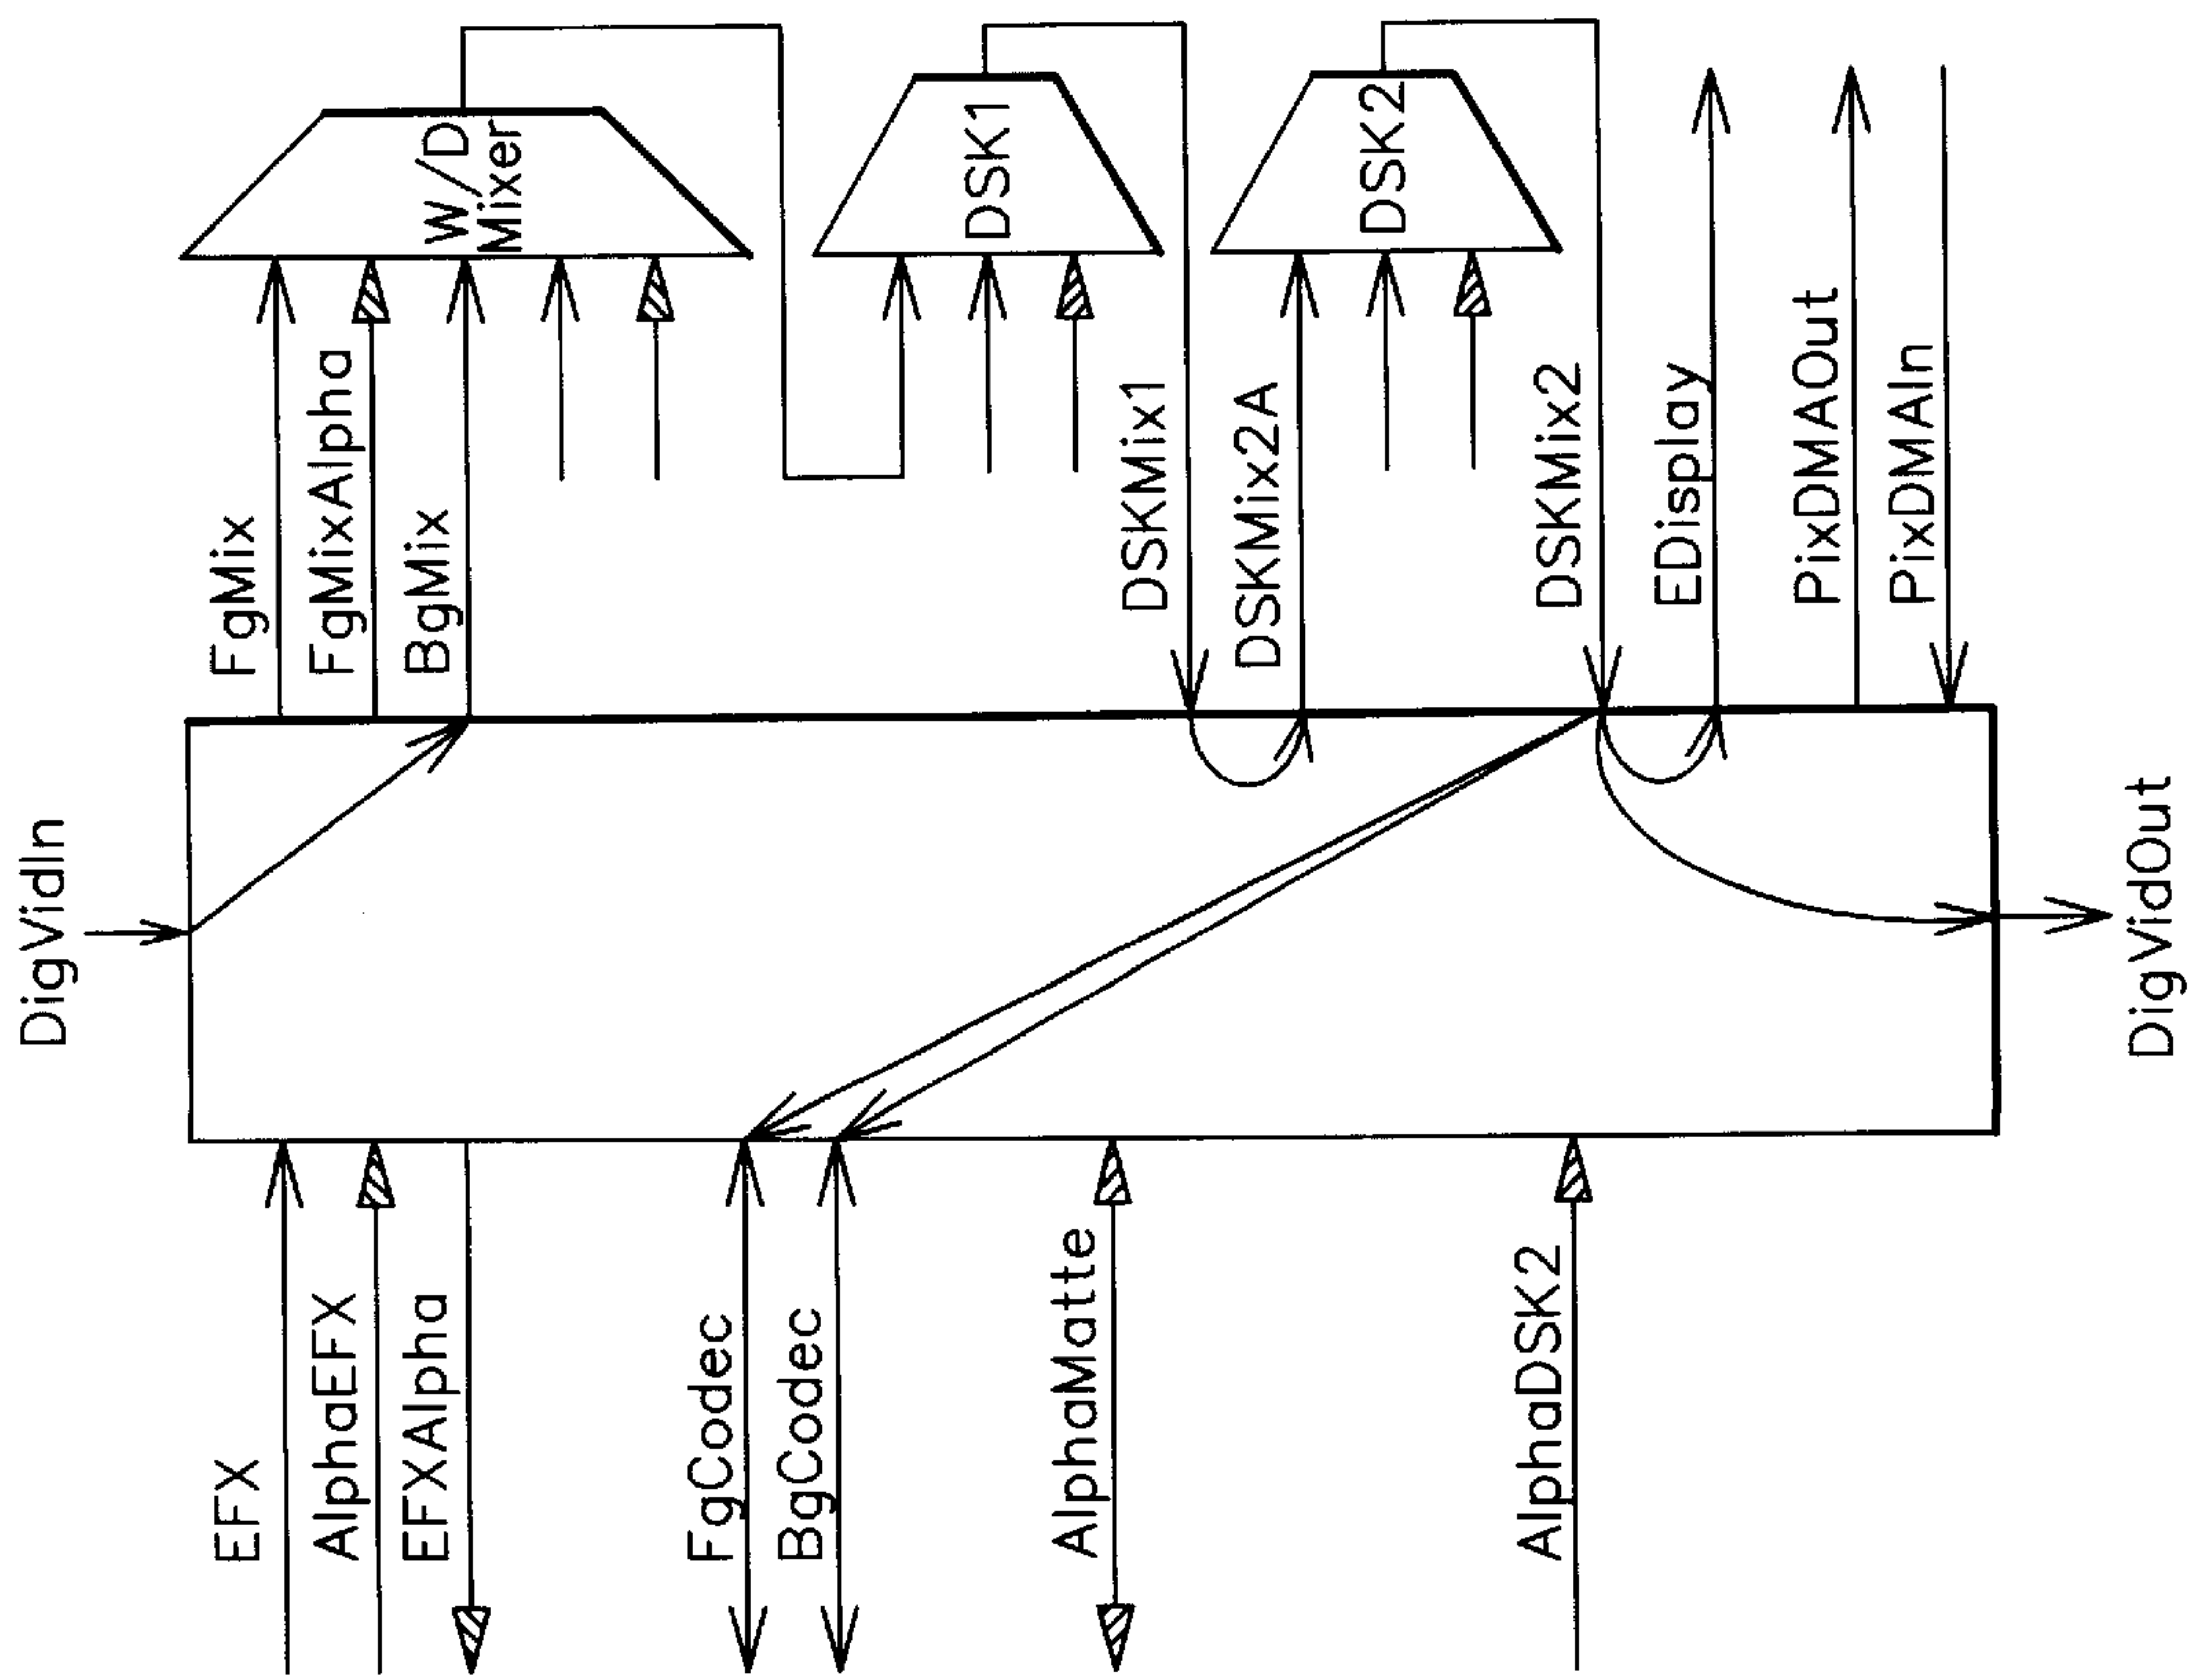 DigVidIn
EFX
AlphaEFX
EFXAlpha
FgCodec
BgCodec
AlphaMatte
AlphaDSK2
FgMix
FgMixAlpha
BgMix
DSKMix1
DSKMix2A
DSKMix2
EDisplay
PixDMAOut
PixDMAIn
W/D
Mixer
DSK1
DSK2
DigVidOut